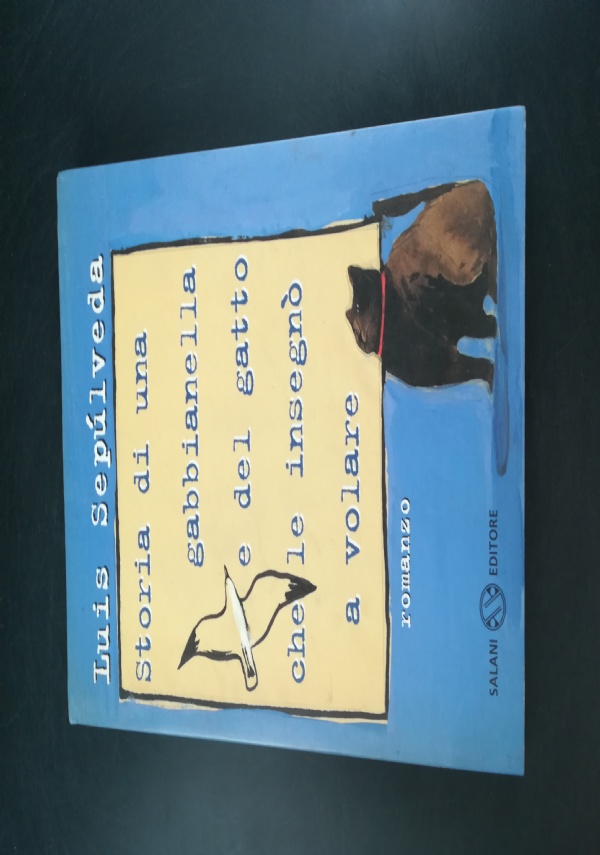 Luis Sepúlveda
Storia di una
gabbianella
e del gatto
che le insegnò
a volare
romanzo
SALANI EDITORE